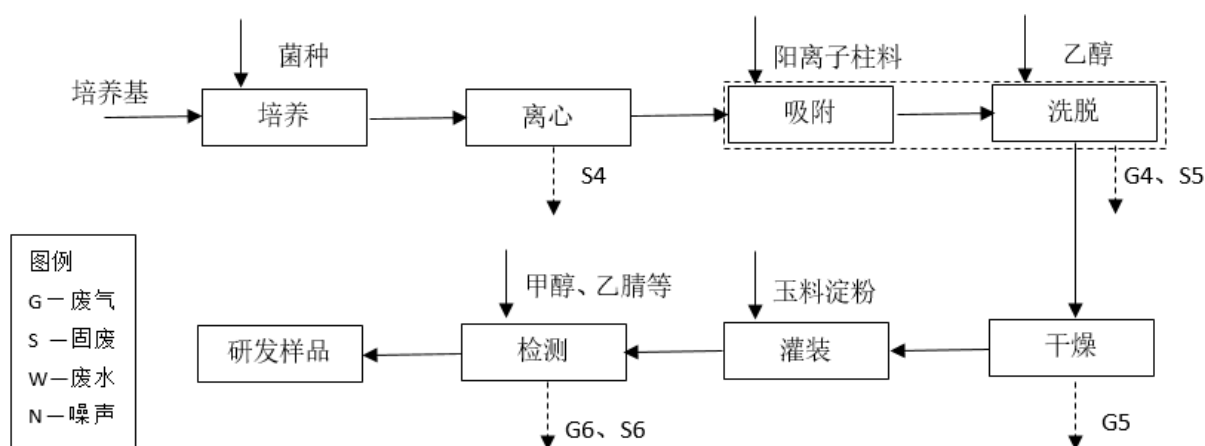 菌种
阳离子柱料
乙醇
培养基
培养
离心
吸附
洗脱
S4
G4、S5
图例
G－废气
S－固废
W－废水
N－噪声
甲醇、乙腈等
玉料淀粉
研发样品
检测
灌装
干燥
G6、S6
G5